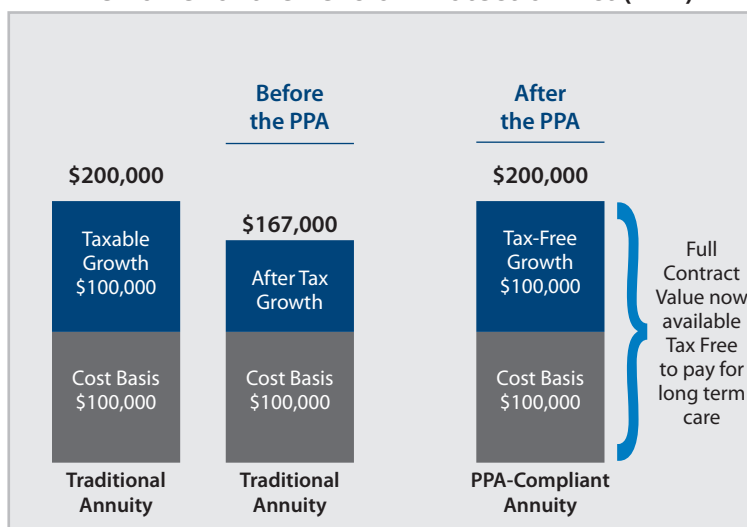 Before
the PPA
After
the PPA
$200,000
$167,000
$200,000
Taxable
Growth
$100,000
After Tax
Growth
Tax-Free
Growth
$100,000
Cost Basis
$100,000
Cost Basis
$100,000
Cost Basis
$100,000
Full
Contract
Value now
available
Tax Free
to pay for
long term
care
Traditional
Annuity
Traditional
Annuity
PPA-Compliant
Annuity